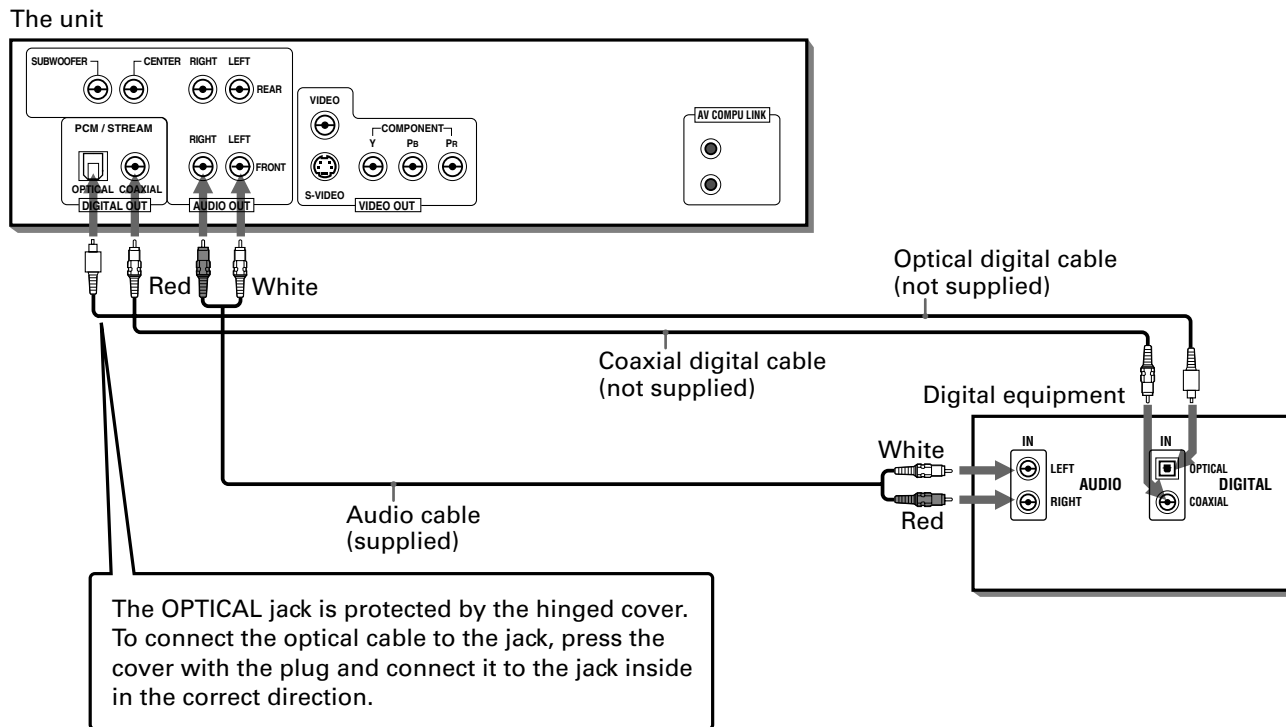 The unit
SUBWOOFER
CENTER
RIGHT
LEFT
REAR
PCM / STREAM
RIGHT
LEFT
FRONT
OPTICAL
COAXIAL
DIGITAL OUT
AUDIO OUT
VIDEO
S-VIDEO
COMPONENT
Y
PB
PR
VIDEO OUT
AV COMPU LINK
Red
White
Optical digital cable
(not supplied)
Coaxial digital cable
(not supplied)
Digital equipment
White
Red
IN
LEFT
RIGHT
AUDIO
IN
OPTICAL
COAXIAL
DIGITAL
Audio cable
(supplied)
The OPTICAL jack is protected by the hinged cover.
To connect the optical cable to the jack, press the
cover with the plug and connect it to the jack inside
in the correct direction.